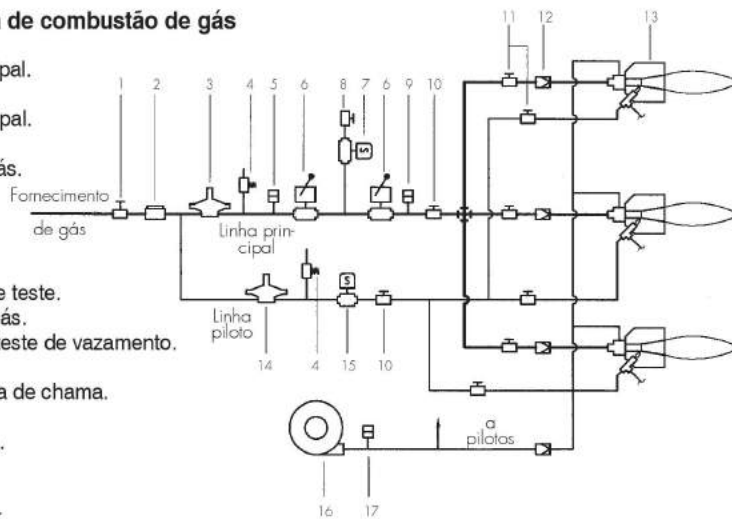 de combustão de gás
pal.
pal.
ás.
e teste.
ás.
teste de vazamento.
a de chama.
1
2
3
4
5
6
8
7
6
9
10
11
12
13
Fornecimento
de gás
Linha prin-
cipal
S
S
Linha
piloto
14
4
15
10
a
pilotos
16
17